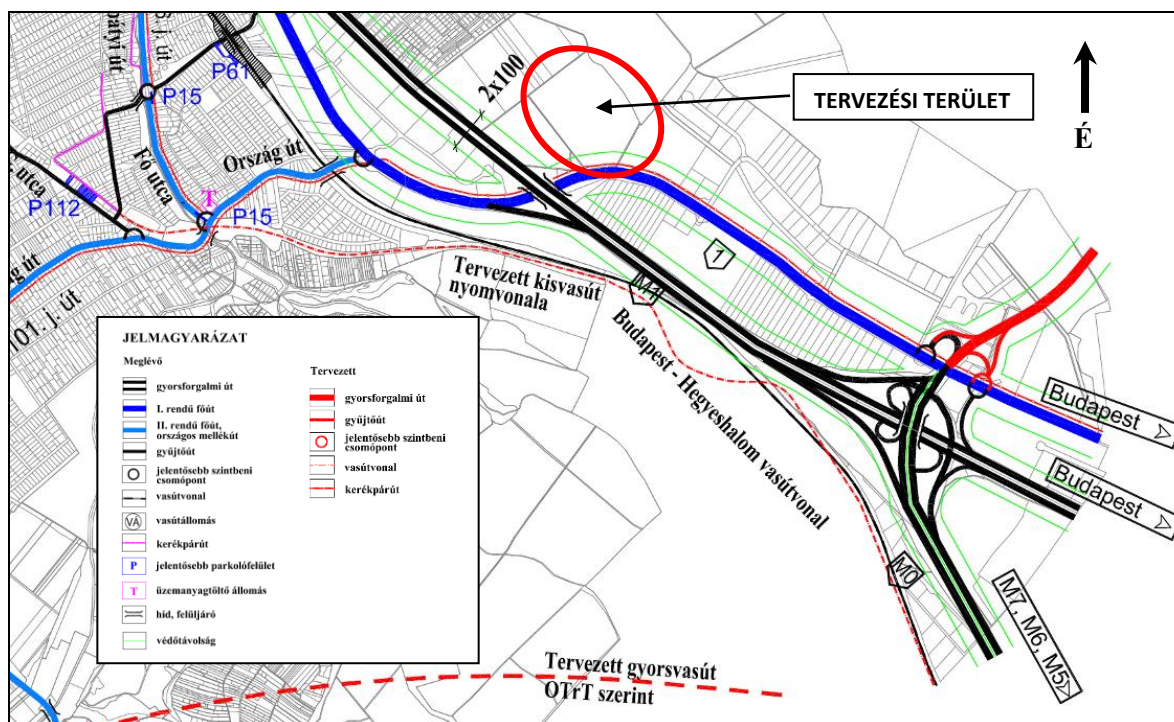 P61
P15
2x100
TERVEZÉSI TERÜLET
É
Ország út
Fő utca
T
P15
P112
utca
101. j. út
1
M1
Tervezett kisvasút
nyomvonala
Budapest - Hegyeshalom vasútvonal
Budapest
Budapest
M0
M7, M6, M5
Tervezett gyorsvasút
OTrT szerint
JELMAGYARÁZAT
Meglévő
gyorsforgalmi út
I. rendű főút
II. rendű főút,
országos mellékút
gyűjtőút
jelentősebb szintbeni
csomópont
vasútvonal
VÁ vasútállomás
kerékpárút
P jelentősebb parkolófelület
T üzemanyagtöltő állomás
híd, felüljáró
védőtávolság
Tervezett
gyorsforgalmi út
gyűjtőút
jelentősebb szintbeni
csomópont
vasútvonal
kerékpárút